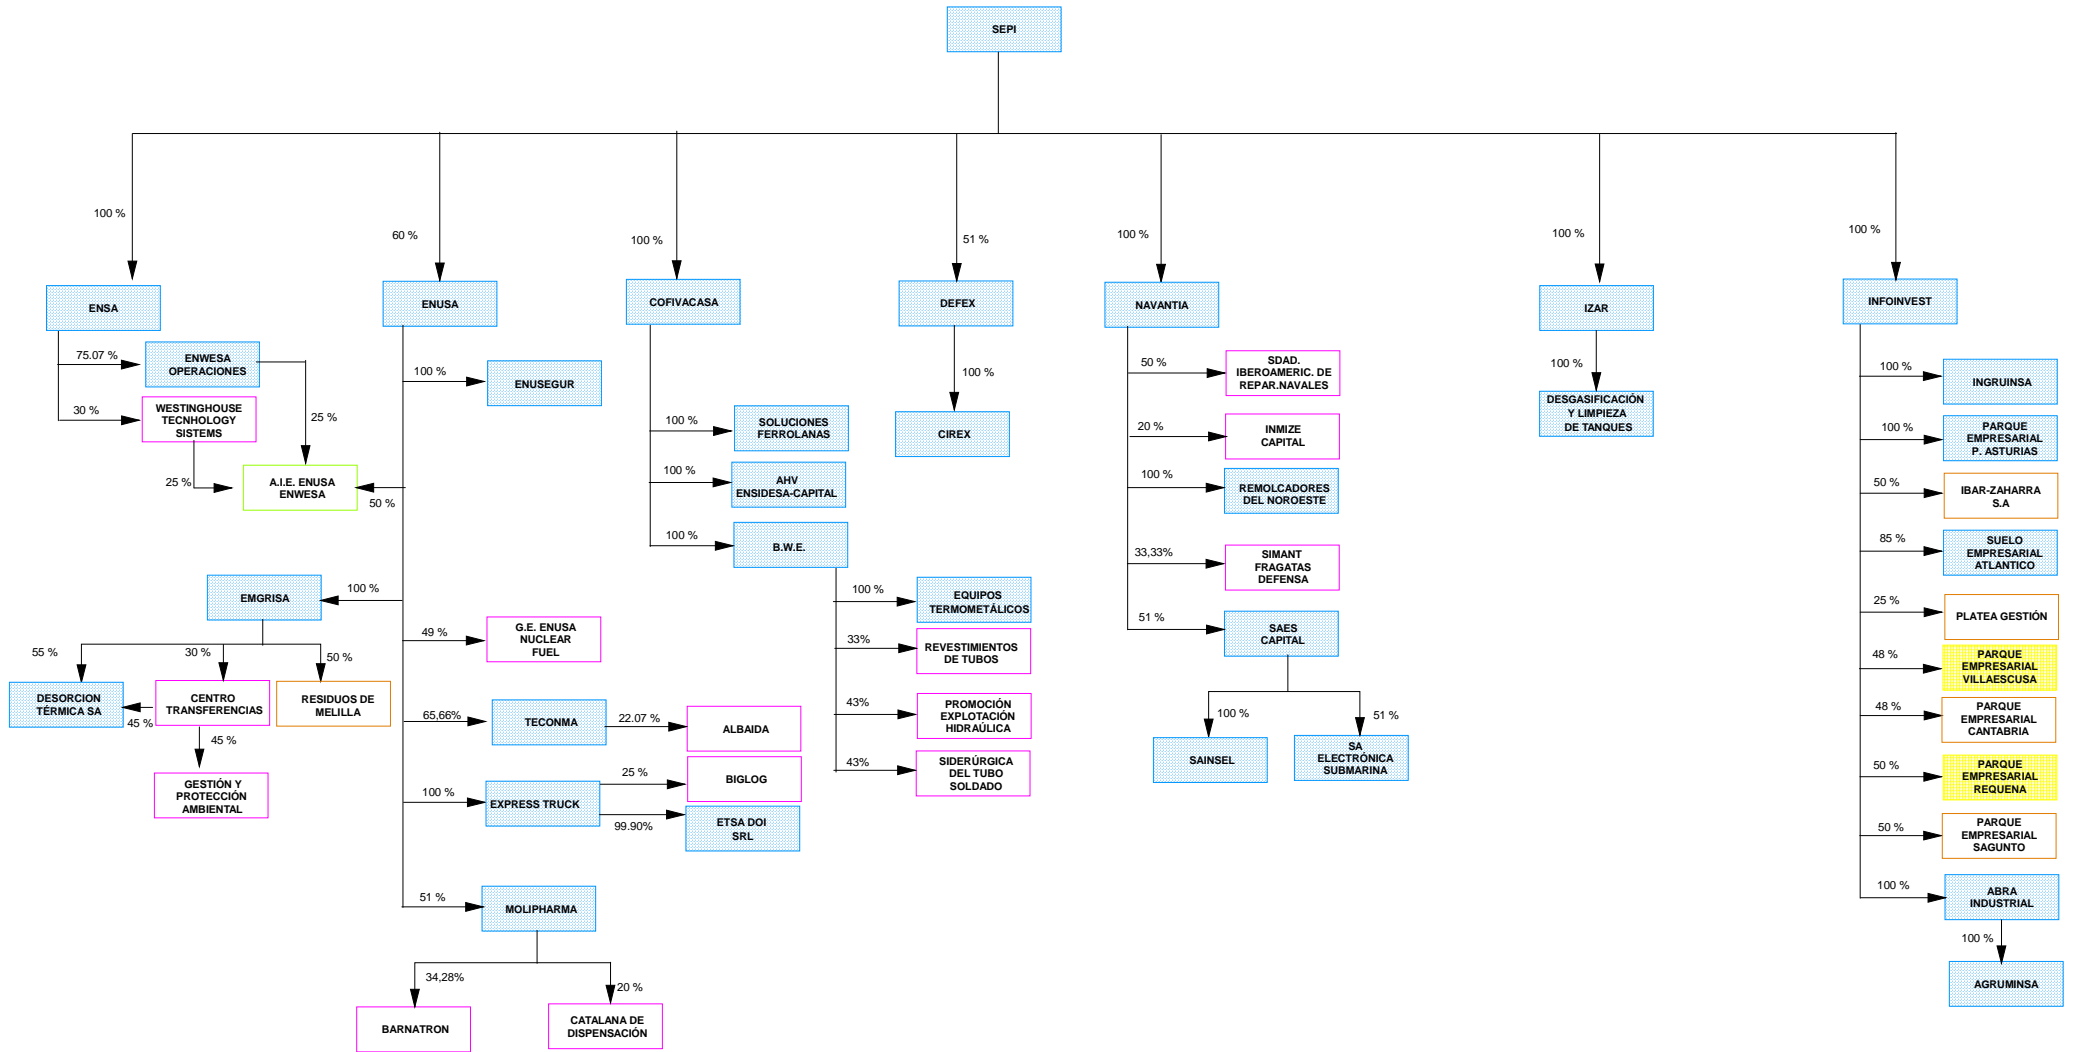 SEPI
100 %
60 %
100 %
51 %
100 %
100 %
100 %
ENSA
ENUSA
COFIVACASA
DEFEX
NAVANTIA
IZAR
INFOINVEST
75.07 %
ENWESA
OPERACIONES
30 %
WESTINGHOUSE
TECNHOLOGY
SISTEMS
25 %
25 %
A.I.E. ENUSA
ENWESA
50 %
100 %
ENUSEGUR
100 %
EMGRISA
55 %
30 %
50 %
DESORCION
TÉRMICA SA
45 %
CENTRO
TRANSFERENCIAS
RESIDUOS DE
MELILLA
45 %
GESTIÓN Y
PROTECCIÓN
AMBIENTAL
49 %
G.E. ENUSA
NUCLEAR
FUEL
65,66%
TECONMA
22.07 %
ALBAIDA
100 %
EXPRESS TRUCK
25 %
BIGLOG
99.90%
ETSA DOI
SRL
51 %
MOLIPHARMA
34,28%
BARNATRON
20 %
CATALANA DE
DISPENSACIÓN
100 %
SOLUCIONES
FERROLANAS
100 %
AHV
ENSIDESA-CAPITAL
100 %
B.W.E.
100 %
EQUIPOS
TERMOMETÁLICOS
33%
REVESTIMIENTOS
DE TUBOS
43%
PROMOCIÓN
EXPLOTACIÓN
HIDRAÚLICA
43%
SIDERÚRGICA
DEL TUBO
SOLDADO
100 %
CIREX
50 %
SDAD.
IBEROAMERIC. DE
REPAR.NAVALES
20 %
INMIZE
CAPITAL
100 %
REMOLCADORES
DEL NOROESTE
33,33%
SIMANT
FRAGATAS
DEFENSA
51 %
SAES
CAPITAL
100 %
SAINSEL
51 %
SA
ELECTRÓNICA
SUBMARINA
100 %
DESGASIFICACIÓN
Y LIMPIEZA
DE TANQUES
100 %
INGRUINSA
100 %
PARQUE
EMPRESARIAL
P. ASTURIAS
50 %
IBAR-ZAHARRA
S.A
85 %
SUELO
EMPRESARIAL
ATLANTICO
25 %
PLATEA GESTIÓN
48 %
PARQUE
EMPRESARIAL
VILLAESCUSA
48 %
PARQUE
EMPRESARIAL
CANTABRIA
50 %
PARQUE
EMPRESARIAL
REQUENA
50 %
PARQUE
EMPRESARIAL
SAGUNTO
100 %
ABRA
INDUSTRIAL
100 %
AGRUMINSA